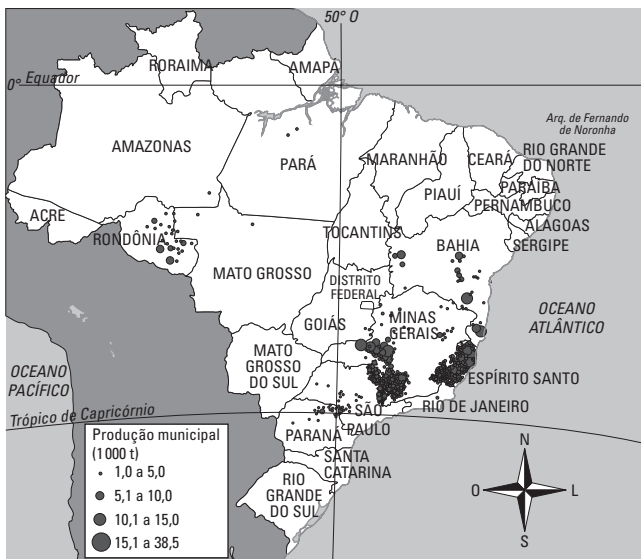 50° O
0° Equador
RORAIMA
AMAPÁ
Arq. de Fernando
de Noronha
AMAZONAS
PARÁ
MARANHÃO
CEARÁ
RIO GRANDE
DO NORTE
PARAÍBA
PIAUÍ
PERNAMBUCO
ACRE
ALAGOAS
SERGIPE
RONDÔNIA
TOCANTINS
BAHIA
MATO GROSSO
DISTRITO
FEDERAL
GOIÁS
MINAS
GERAIS
OCEANO
ATLÂNTICO
MATO
GROSSO
DO SUL
OCEANO
PACÍFICO
ESPÍRITO SANTO
RIO DE JANEIRO
SÃO
PAULO
Trópico de Capricórnio
PARANÁ
SANTA
CATARINA
RIO
GRANDE
DO SUL
Produção municipal
(1 000 t)
1,0 a 5,0
5,1 a 10,0
10,1 a 15,0
15,1 a 38,5
N
O
L
S